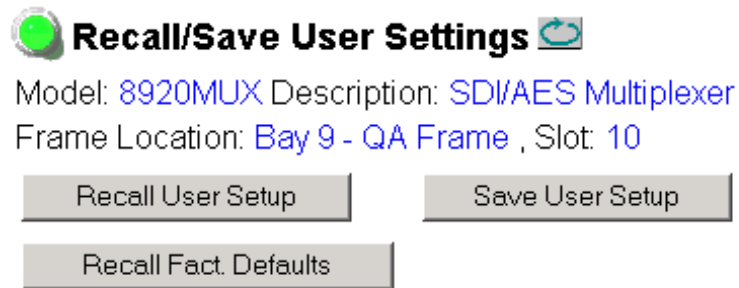 Recall/Save User Settings
Model: 8920MUX Description: SDI/AES Multiplexer
Frame Location: Bay 9 - QA Frame , Slot: 10
Recall User Setup Save User Setup
Recall Fact. Defaults